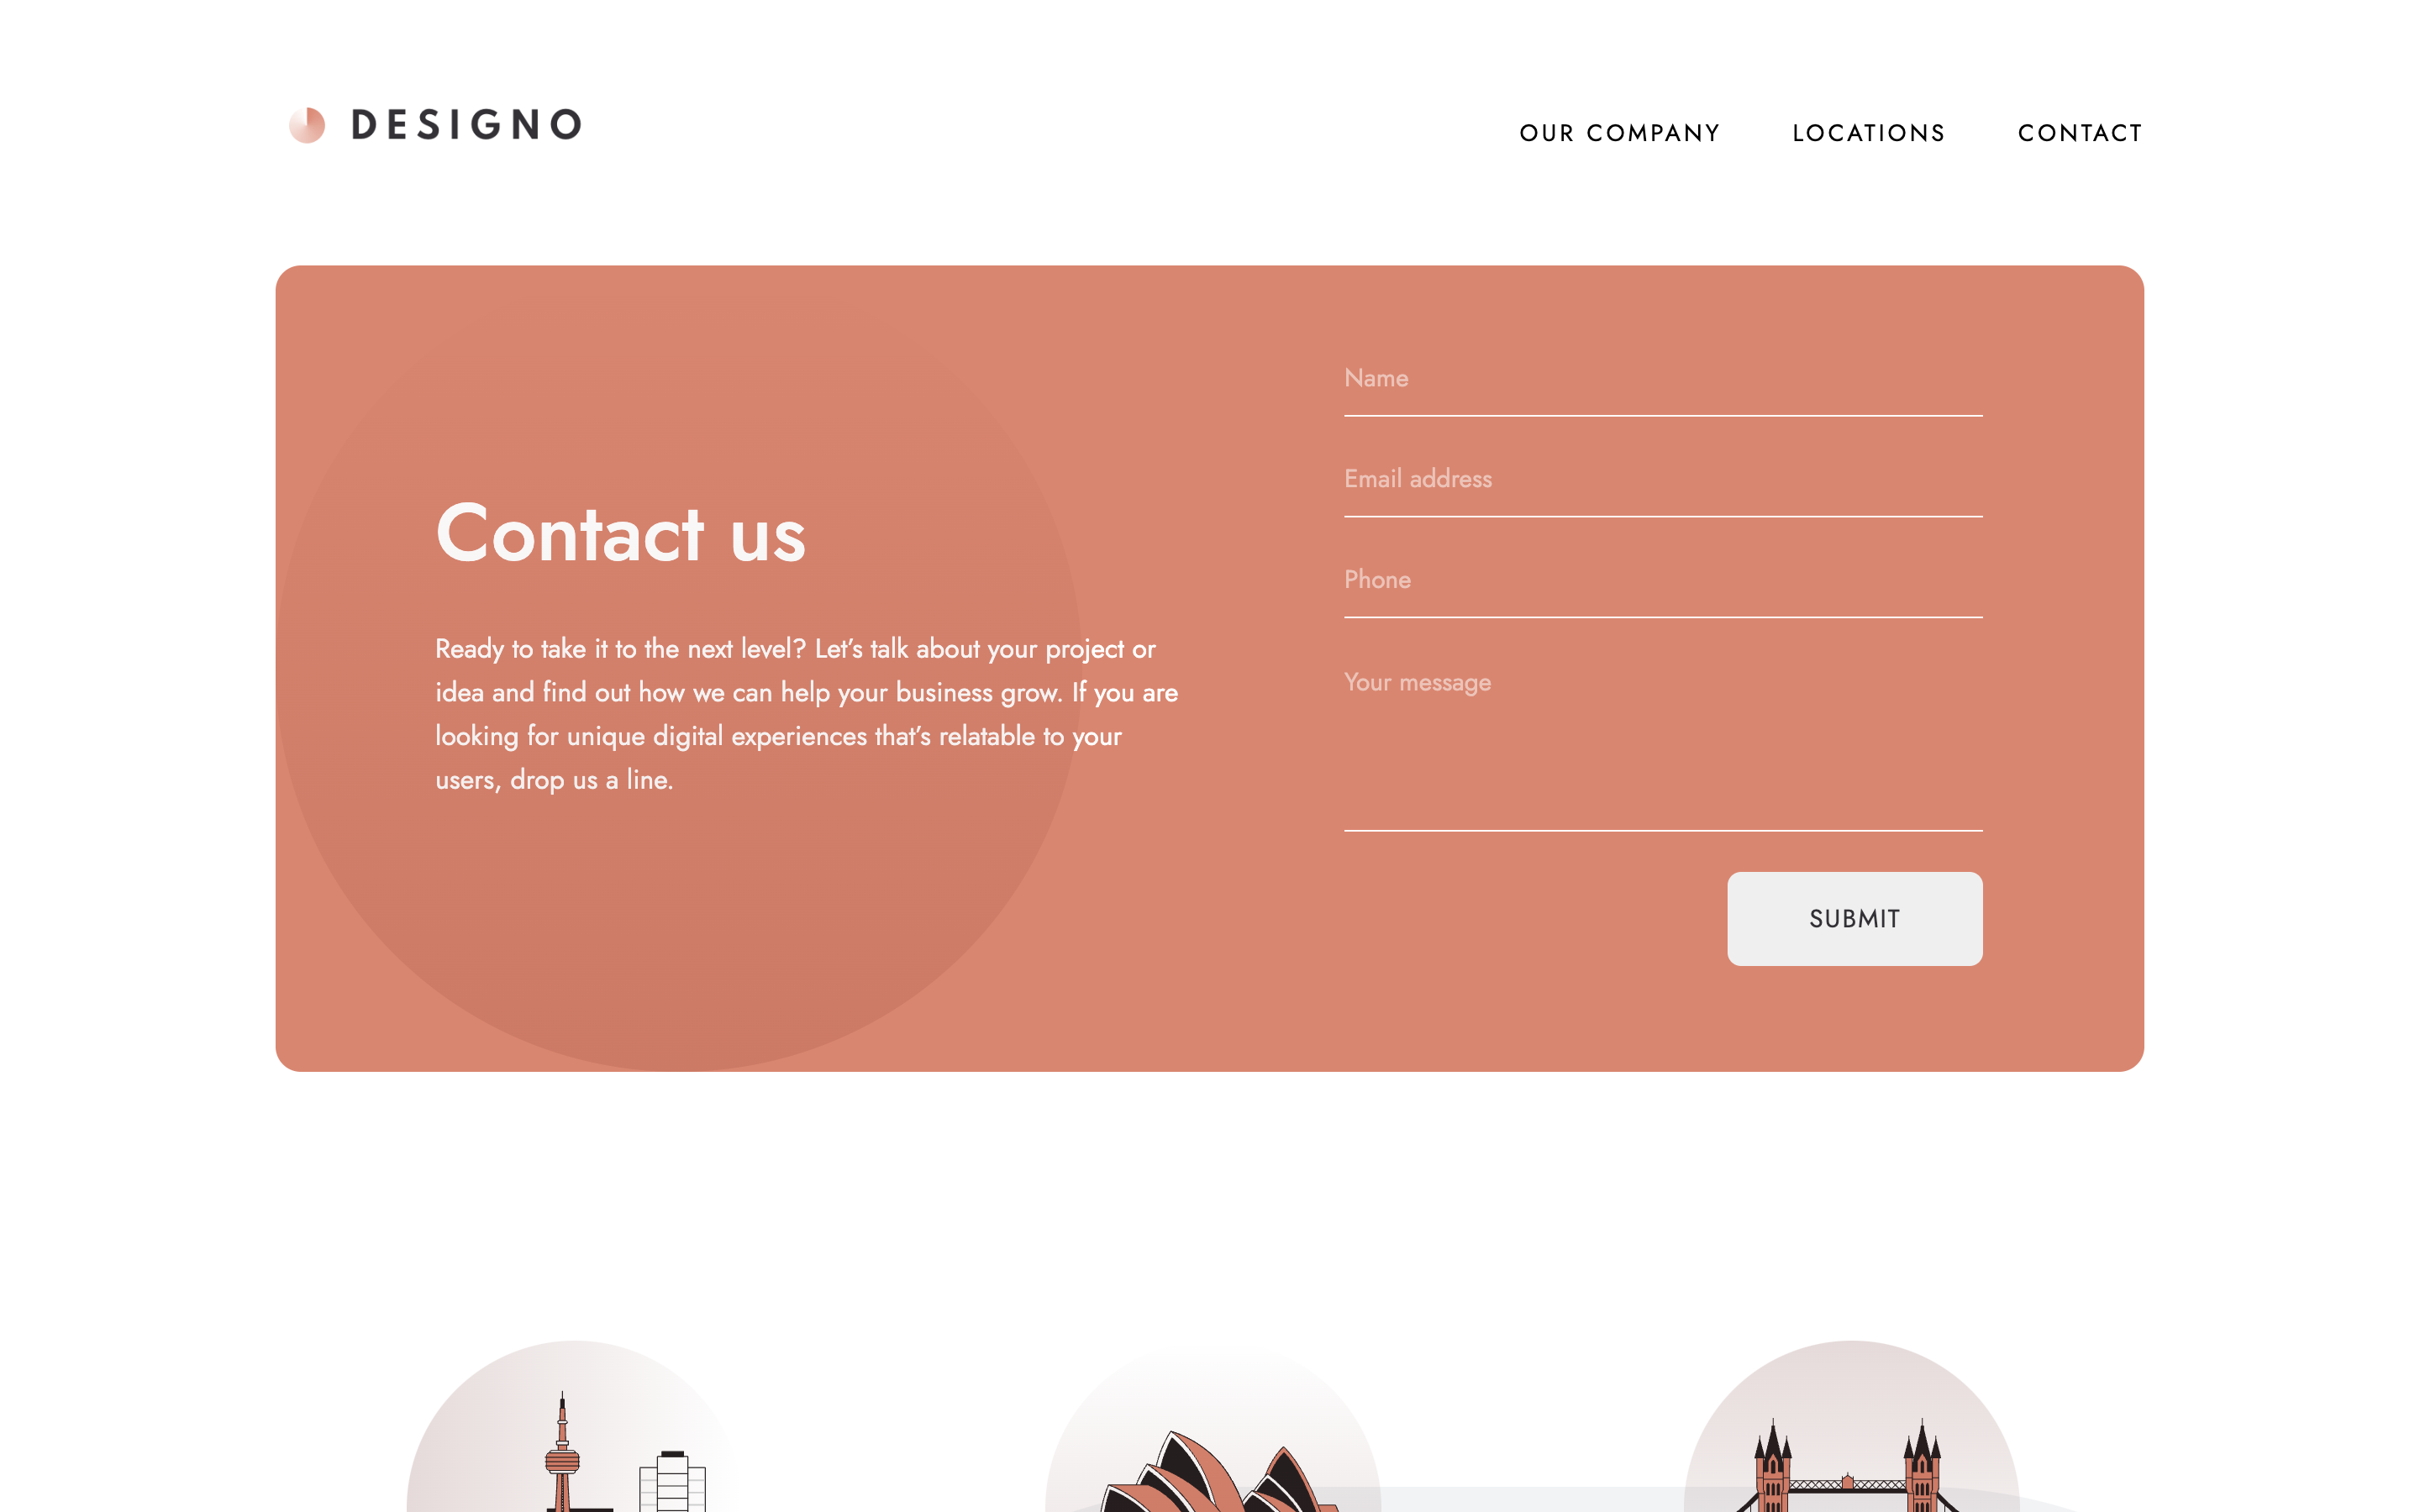 DESIGNO
OUR COMPANY
LOCATIONS
CONTACT
Contact us
Ready to take it to the next level? Let’s talk about your project or
idea and find out how we can help your business grow. If you are
looking for unique digital experiences that’s relatable to your
users, drop us a line.
Name
Email address
Phone
Your message
SUBMIT